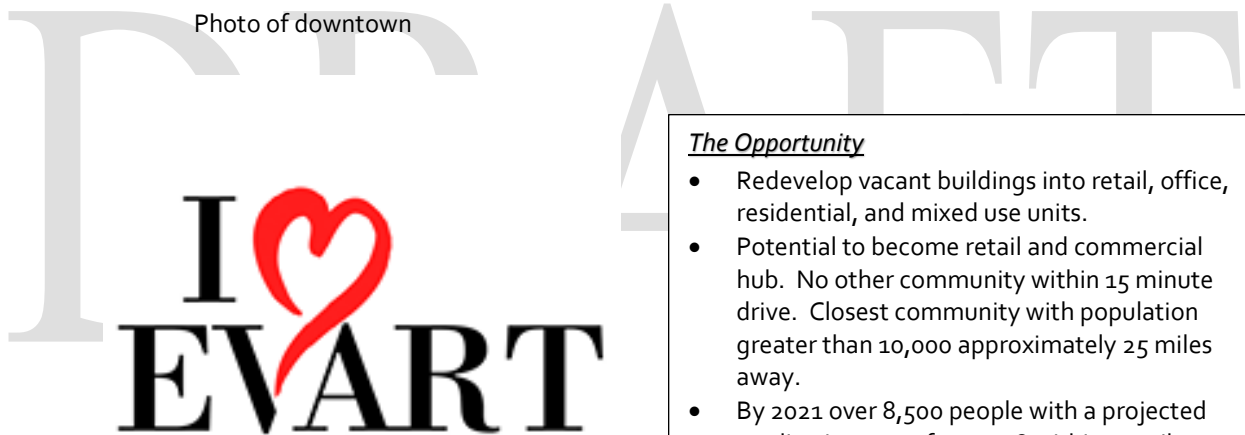 Photo of downtown
DRAFT
I
EVART
The Opportunity
• Redevelop vacant buildings into retail, office,
residential, and mixed use units.
• Potential to become retail and commercial
hub. No other community within 15 minute
drive. Closest community with population
greater than 10,000 approximately 25 miles
away.
• By 2021 over 8,500 people with a projected